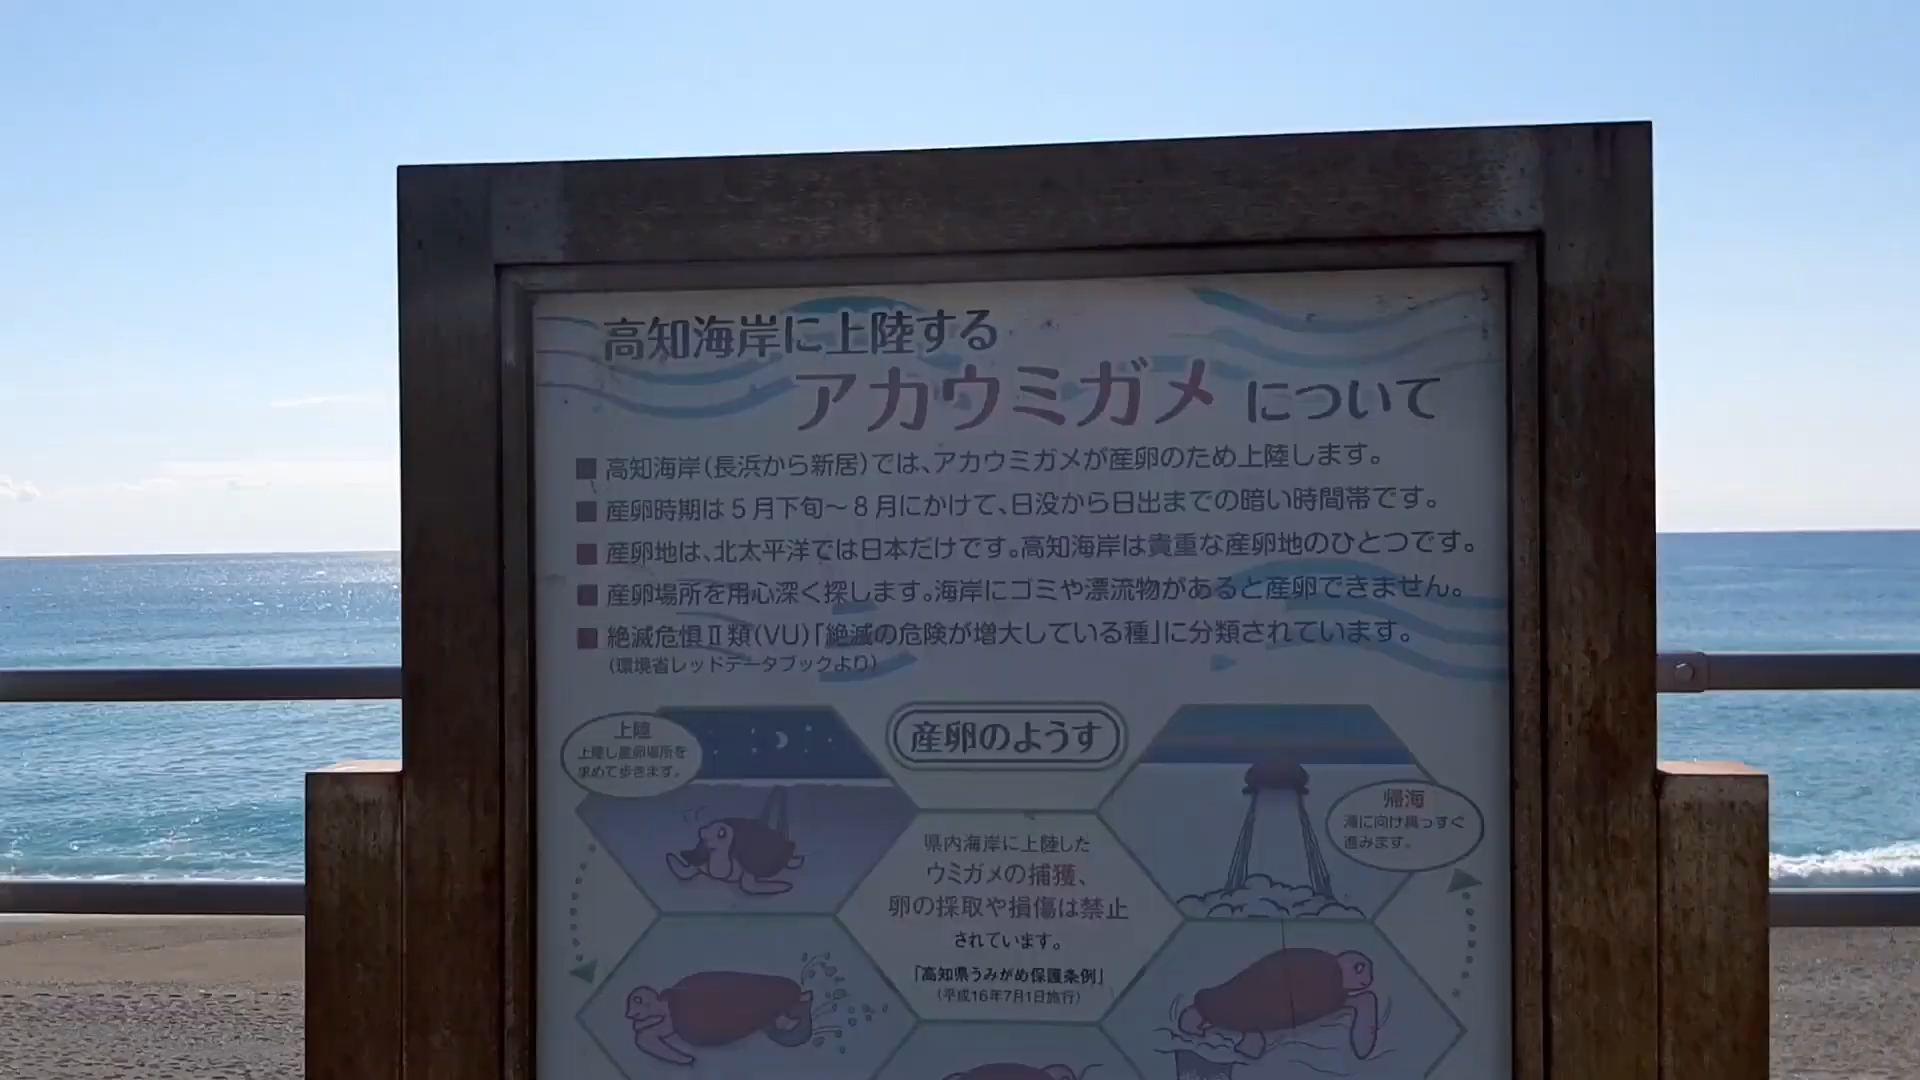 高知海岸に上陸する
アカウミガメについて
■ 高知海岸(長浜から新居)では、アカウミガメが産卵のため上陸します。
■ 産卵時期は5月下旬～8月にかけて、日没から日出までの暗い時間帯です。
■ 産卵地は、北太平洋では日本だけです。高知海岸は貴重な産卵地のひとつです。
■ 産卵場所を用心深く探します。海岸にゴミや漂流物があると産卵できません。
■ 絶滅危惧Ⅱ類(VU)「絶滅の危険が増大している種」に分類されています。
(環境省レッドデータブックより)
産卵のようす
上陸
上陸し産卵場所を
求めて歩きます。
県内海岸に上陸した
ウミガメの捕獲、
卵の採取や損傷は禁止
されています。
「高知県うみがめ保護条例」
(平成16年7月1日施行)
帰海
海に向け真っすぐ
進みます。